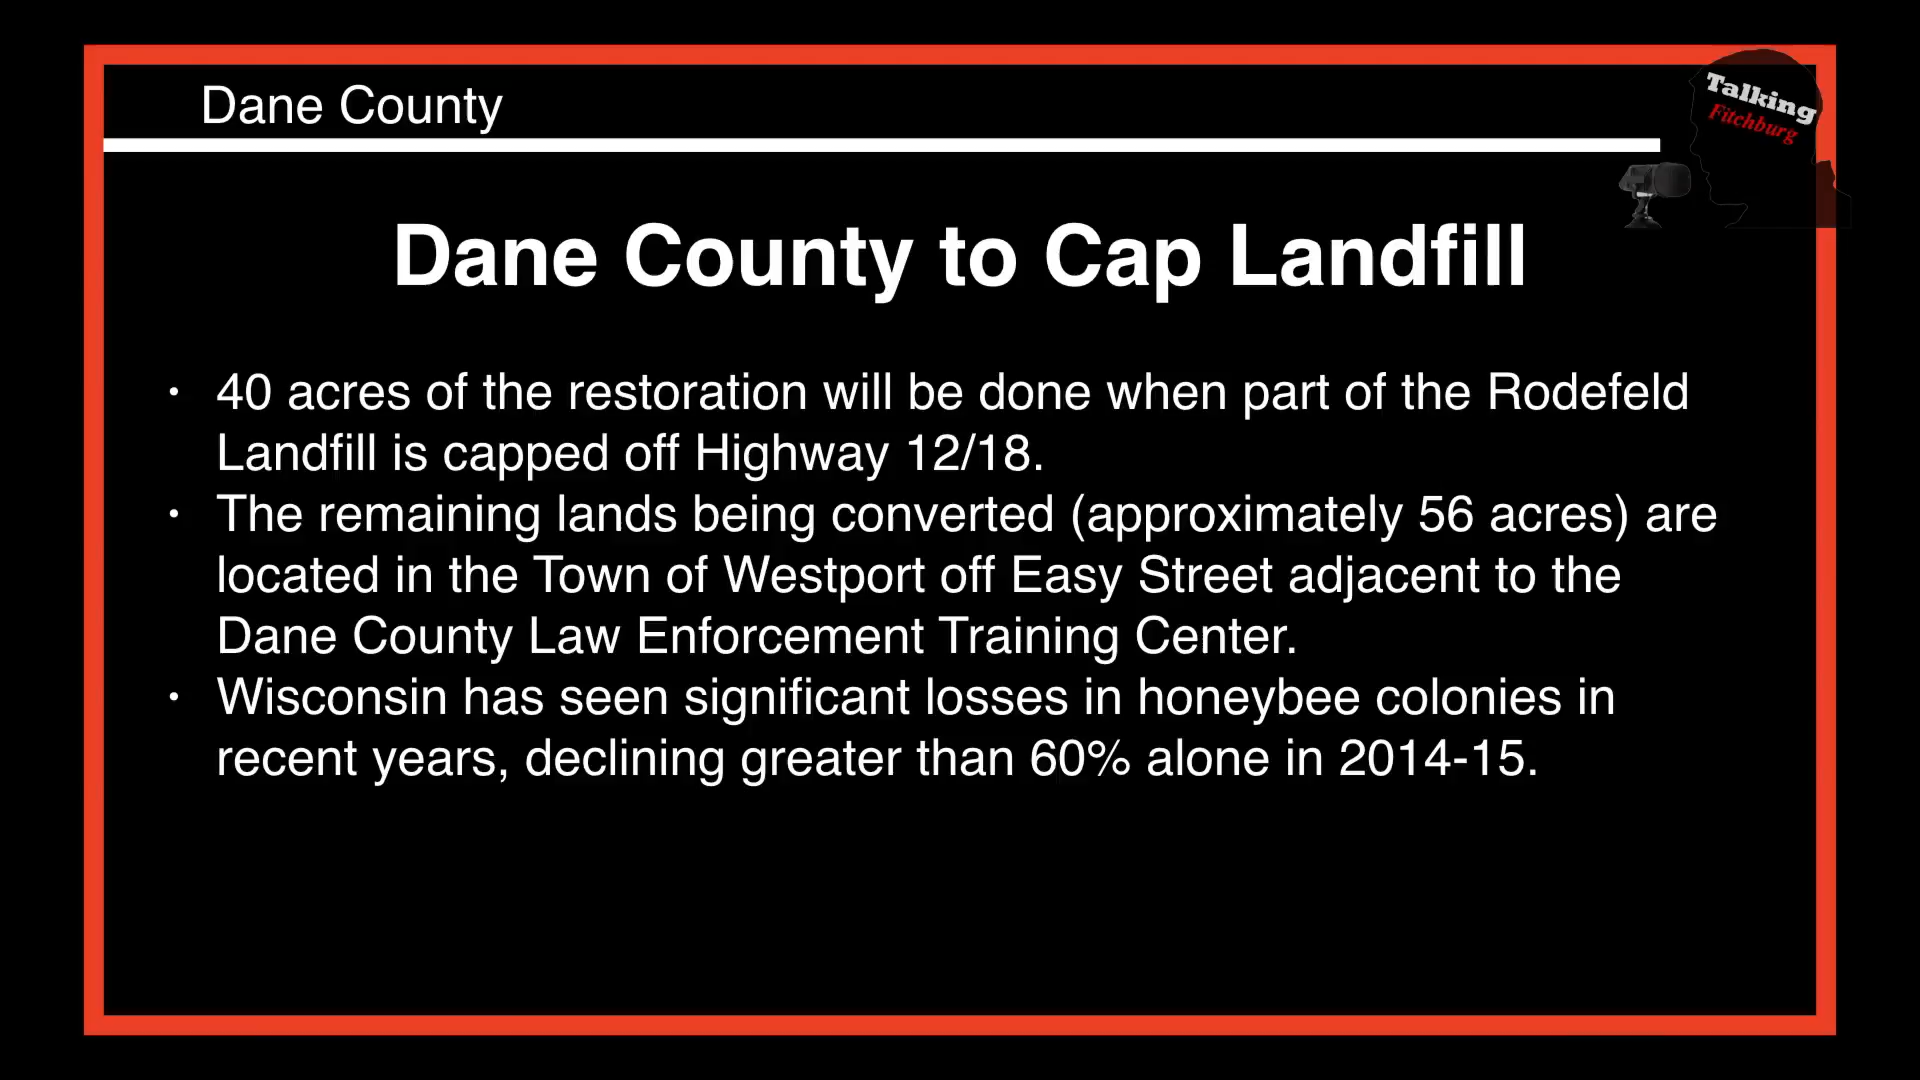 Dane County
Talking
Fitchburg
Dane County to Cap Landfill
· 40 acres of the restoration will be done when part of the Rodefeld
Landfill is capped off Highway 12/18.
· The remaining lands being converted (approximately 56 acres) are
located in the Town of Westport off Easy Street adjacent to the
Dane County Law Enforcement Training Center.
· Wisconsin has seen significant losses in honeybee colonies in
recent years, declining greater than 60% alone in 2014-15.